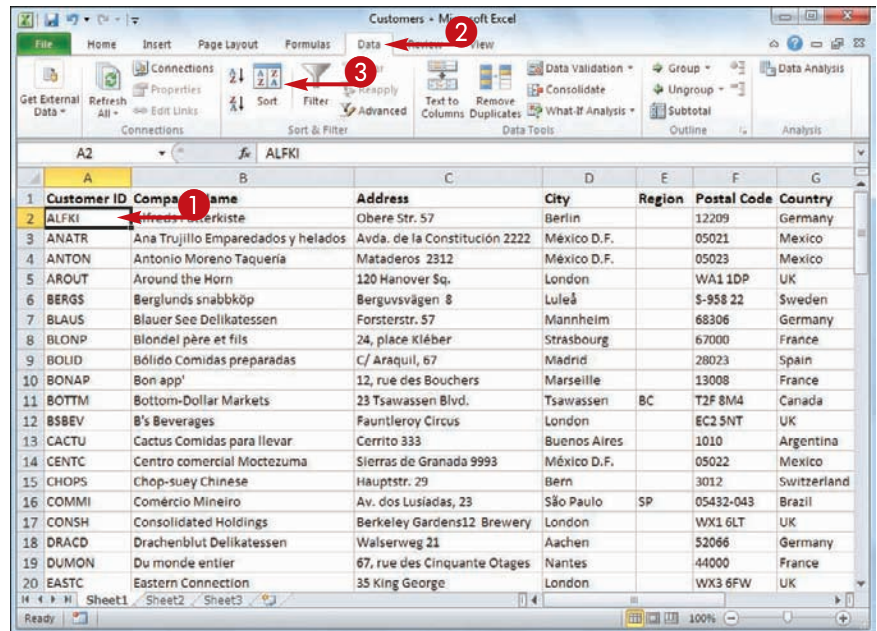 Customers - Microsoft Excel
File Home Insert Page Layout Formulas Data Review View
2
Connections
Properties
Edit Links
Get External Data
Refresh All
Connections
Sort
Filter
3
Reapply
Advanced
Sort & Filter
Text to Columns
Remove Duplicates
Data Validation
Consolidate
What-If Analysis
Data Tools
Group
Ungroup
Subtotal
Outline
Data Analysis
Analysis
A2 fx ALFKI
A B C D E F G
1 Customer ID Company Name Address City Region Postal Code Country
1
2 ALFKI Alfreds Futterkiste Obere Str. 57 Berlin 12209 Germany
3 ANATR Ana Trujillo Emparedados y helados Avda. de la Constitución 2222 México D.F. 05021 Mexico
4 ANTON Antonio Moreno Taquería Mataderos 2312 México D.F. 05023 Mexico
5 AROUT Around the Horn 120 Hanover Sq. London WA1 1DP UK
6 BERGS Berglunds snabbköp Berguvsvägen 8 Luleå S-958 22 Sweden
7 BLAUS Blauer See Delikatessen Forsterstr. 57 Mannheim 68306 Germany
8 BLONP Blondel père et fils 24, place Kléber Strasbourg 67000 France
9 BOLID Bólido Comidas preparadas C/ Araquil, 67 Madrid 28023 Spain
10 BONAP Bon app' 12, rue des Bouchers Marseille 13008 France
11 BOTTM Bottom-Dollar Markets 23 Tsawassen Blvd. Tsawassen BC T2F 8M4 Canada
12 BSBEV B's Beverages Fauntleroy Circus London EC2 5NT UK
13 CACTU Cactus Comidas para llevar Cerrito 333 Buenos Aires 1010 Argentina
14 CENTC Centro comercial Moctezuma Sierras de Granada 9993 México D.F. 05022 Mexico
15 CHOPS Chop-suey Chinese Hauptstr. 29 Bern 3012 Switzerland
16 COMMI Comércio Mineiro Av. dos Lusíadas, 23 São Paulo SP 05432-043 Brazil
17 CONSH Consolidated Holdings Berkeley Gardens12 Brewery London WX1 6LT UK
18 DRACD Drachenblut Delikatessen Walserweg 21 Aachen 52066 Germany
19 DUMON Du monde entier 67, rue des Cinquante Otages Nantes 44000 France
20 EASTC Eastern Connection 35 King George London WX3 6FW UK
Sheet1 Sheet2 Sheet3
Ready 100%